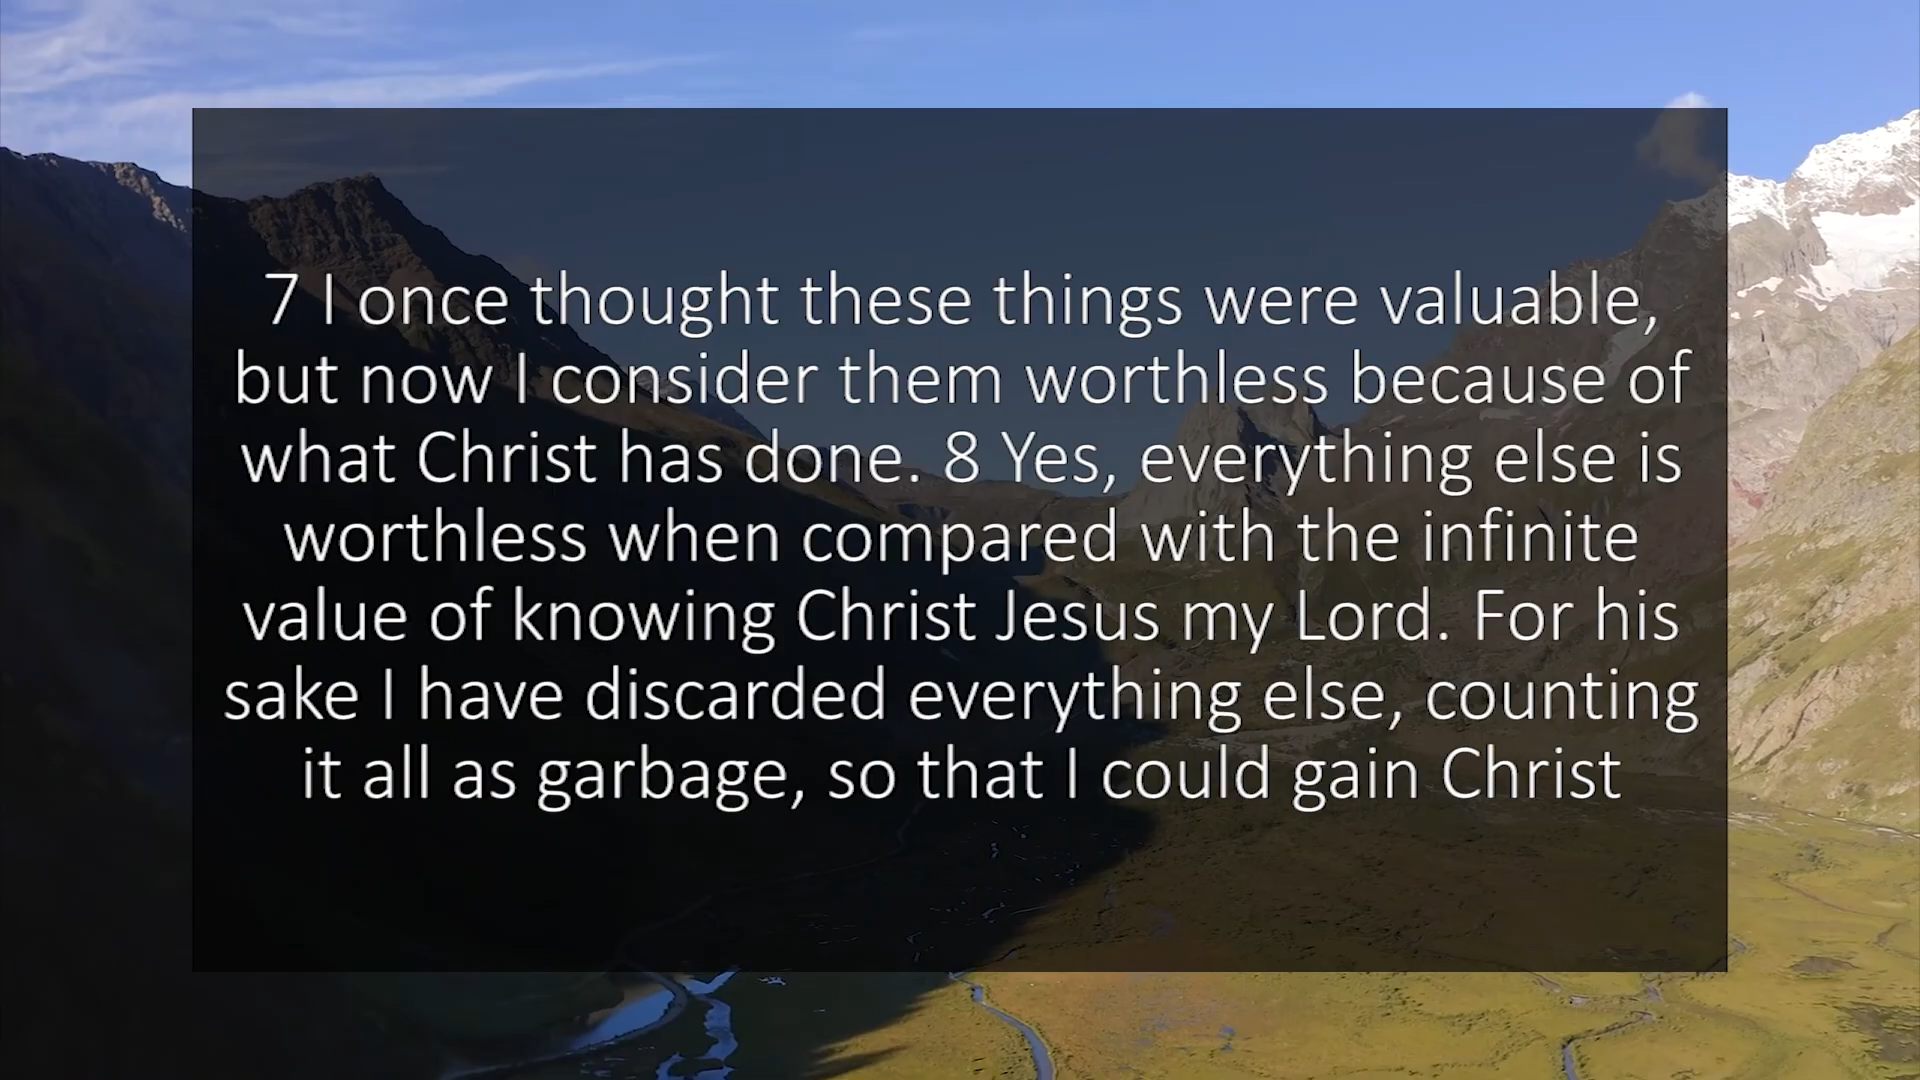 7 I once thought these things were valuable,
but now I consider them worthless because of
what Christ has done. 8 Yes, everything else is
worthless when compared with the infinite
value of knowing Christ Jesus my Lord. For his
sake I have discarded everything else, counting
it all as garbage, so that I could gain Christ